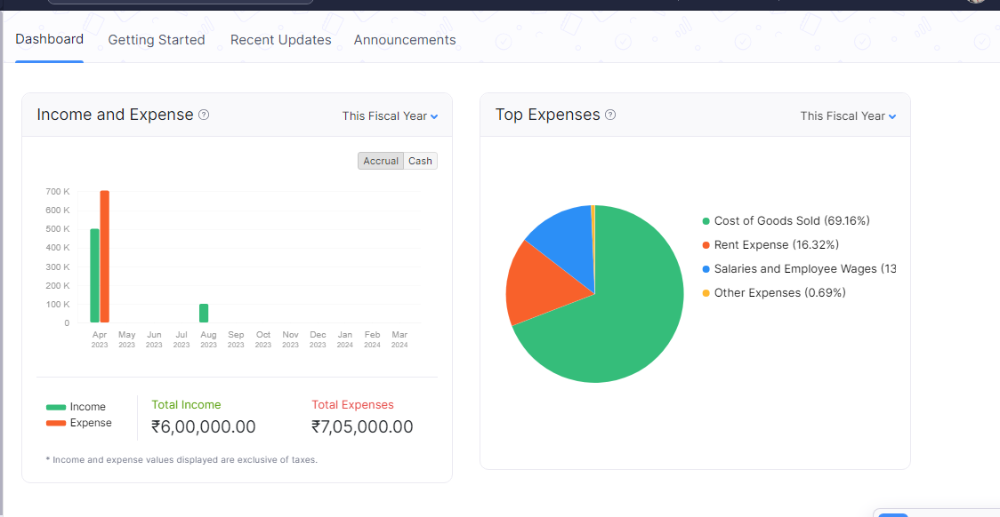 Dashboard Getting Started Recent Updates Announcements
Income and Expense ? This Fiscal Year
Accrual Cash
700 K
600 K
500 K
400 K
300 K
200 K
100 K
0
Apr May Jun Jul Aug Sep Oct Nov Dec Jan Feb Mar
2023 2023 2023 2023 2023 2023 2023 2023 2023 2024 2024 2024
Income
Expense
Total Income
₹6,00,000.00
Total Expenses
₹7,05,000.00
* Income and expense values displayed are exclusive of taxes.
Top Expenses ? This Fiscal Year
Cost of Goods Sold (69.16%)
Rent Expense (16.32%)
Salaries and Employee Wages (13
Other Expenses (0.69%)